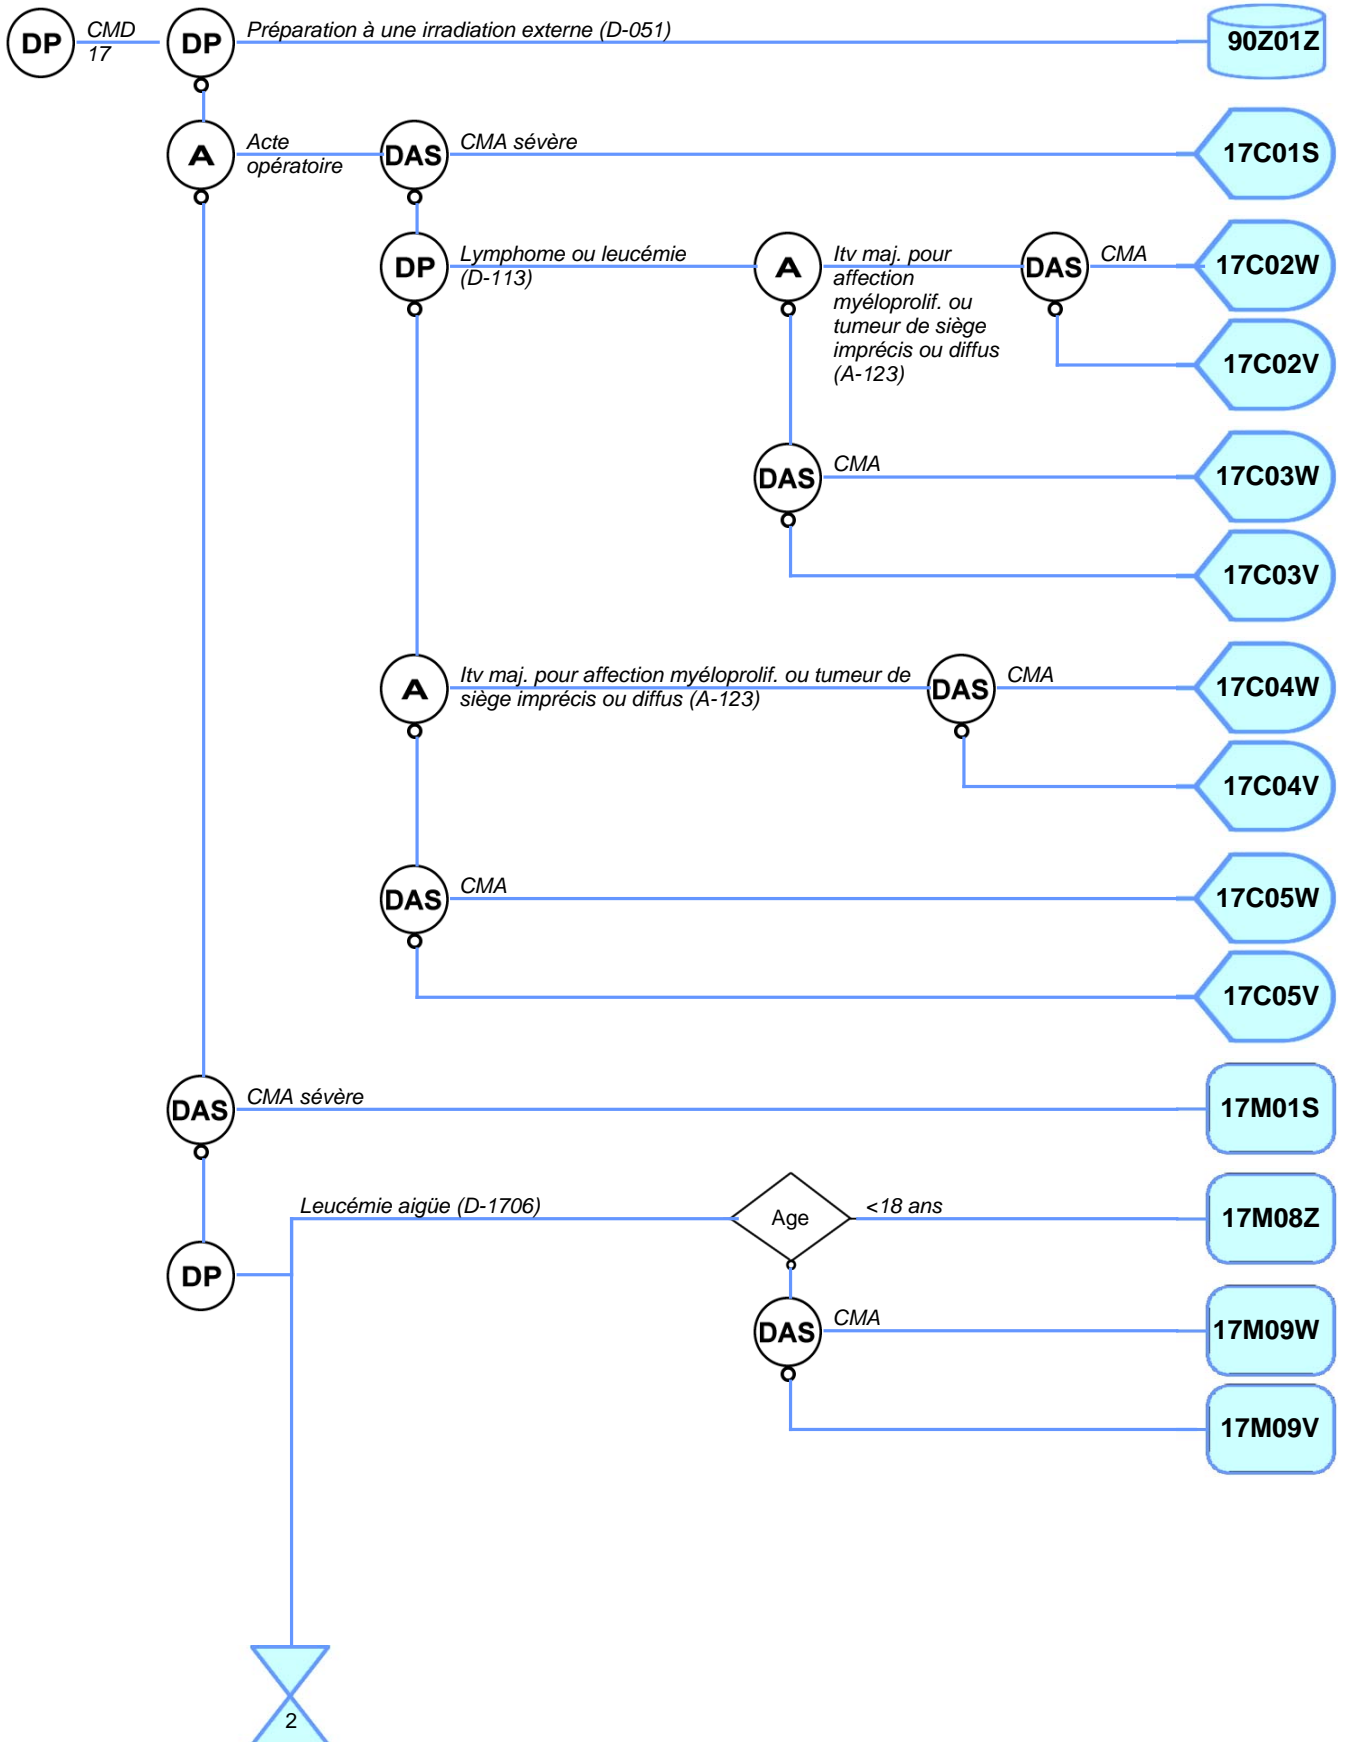 DP
CMD
17
DP
Préparation à une irradiation externe (D-051)
90Z01Z
A
Acte
opératoire
DAS
CMA sévère
17C01S
DP
Lymphome ou leucémie
(D-113)
A
Itv maj. pour
affection
myéloprolif. ou
tumeur de siège
imprécis ou diffus
(A-123)
DAS
CMA
17C02W
17C02V
DAS
CMA
17C03W
17C03V
A
Itv maj. pour affection myéloprolif. ou tumeur de
siège imprécis ou diffus (A-123)
DAS
CMA
17C04W
17C04V
DAS
CMA
17C05W
17C05V
DAS
CMA sévère
17M01S
DP
Leucémie aigüe (D-1706)
Age
<18 ans
17M08Z
DAS
CMA
17M09W
17M09V
2